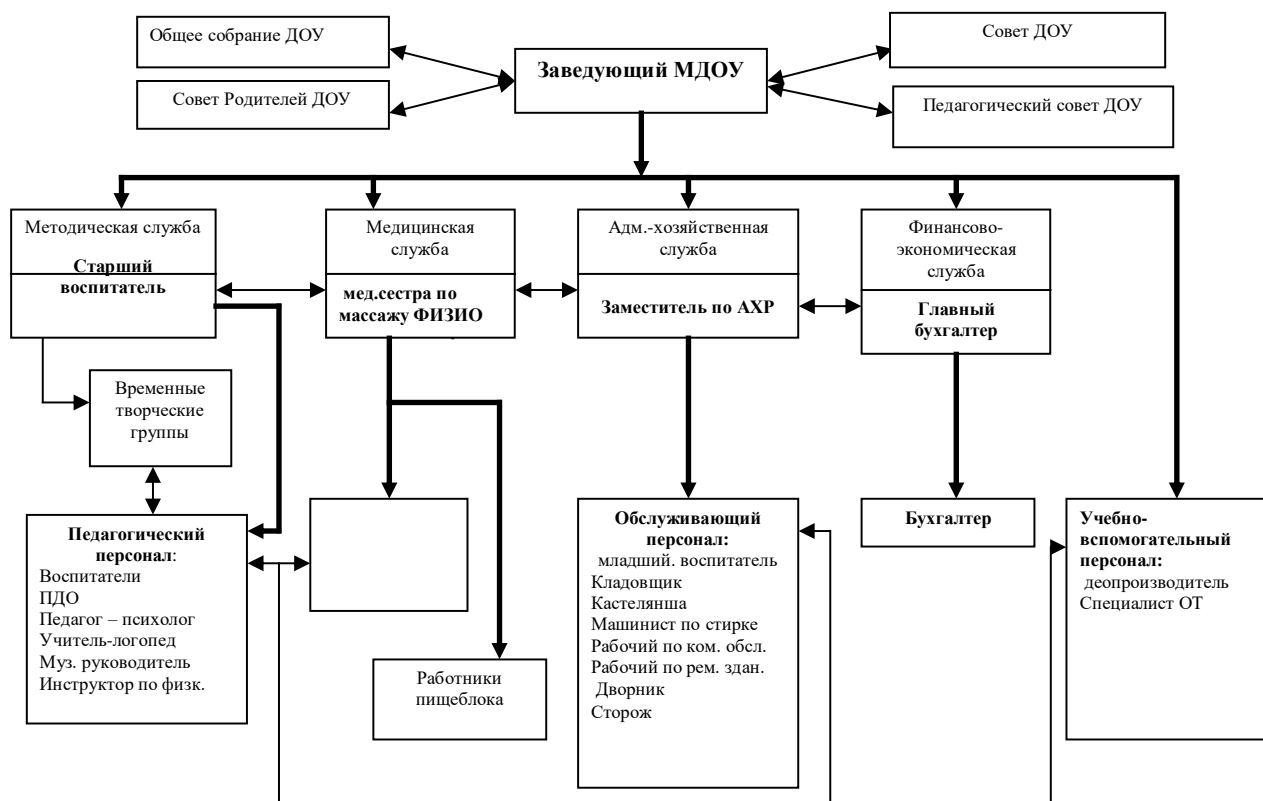 Общее собрание ДОУ
Совет Родителей ДОУ
Заведующий МДОУ
Совет ДОУ
Педагогический совет ДОУ
Методическая служба
Старший
воспитатель
Медицинская
служба
мед.сестра по
массажу ФИЗИО
Адм.-хозяйственная
служба
Заместитель по АХР
Финансово-
экономическая
служба
Главный
бухгалтер
Временные
творческие
группы
Педагогический
персонал:
Воспитатели
ПДО
Педагог – психолог
Учитель-логопед
Муз. руководитель
Инструктор по физк.
Работники
пищеблока
Обслуживающий
персонал:
младший. воспитатель
Кладовщик
Кастелянша
Машинист по стирке
Рабочий по ком. обсл.
Рабочий по рем. здан.
Дворник
Сторож
Бухгалтер
Учебно-
вспомогательный
персонал:
деопроизводитель
Специалист ОТ